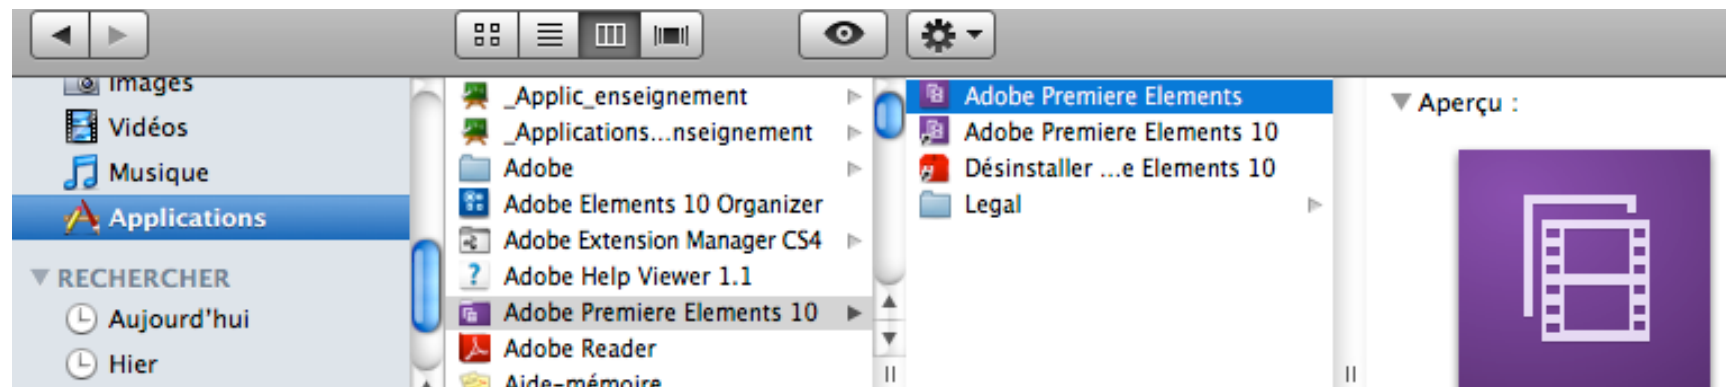 Images
Vidéos
Musique
Applications
RECHERCHER
Aujourd'hui
Hier
_Applic_enseignement
_Applications...nseignement
Adobe
Adobe Elements 10 Organizer
Adobe Extension Manager CS4
Adobe Help Viewer 1.1
Adobe Premiere Elements 10
Adobe Reader
Aide-mémoire
Adobe Premiere Elements
Adobe Premiere Elements 10
Désinstaller ...e Elements 10
Legal
Aperçu :